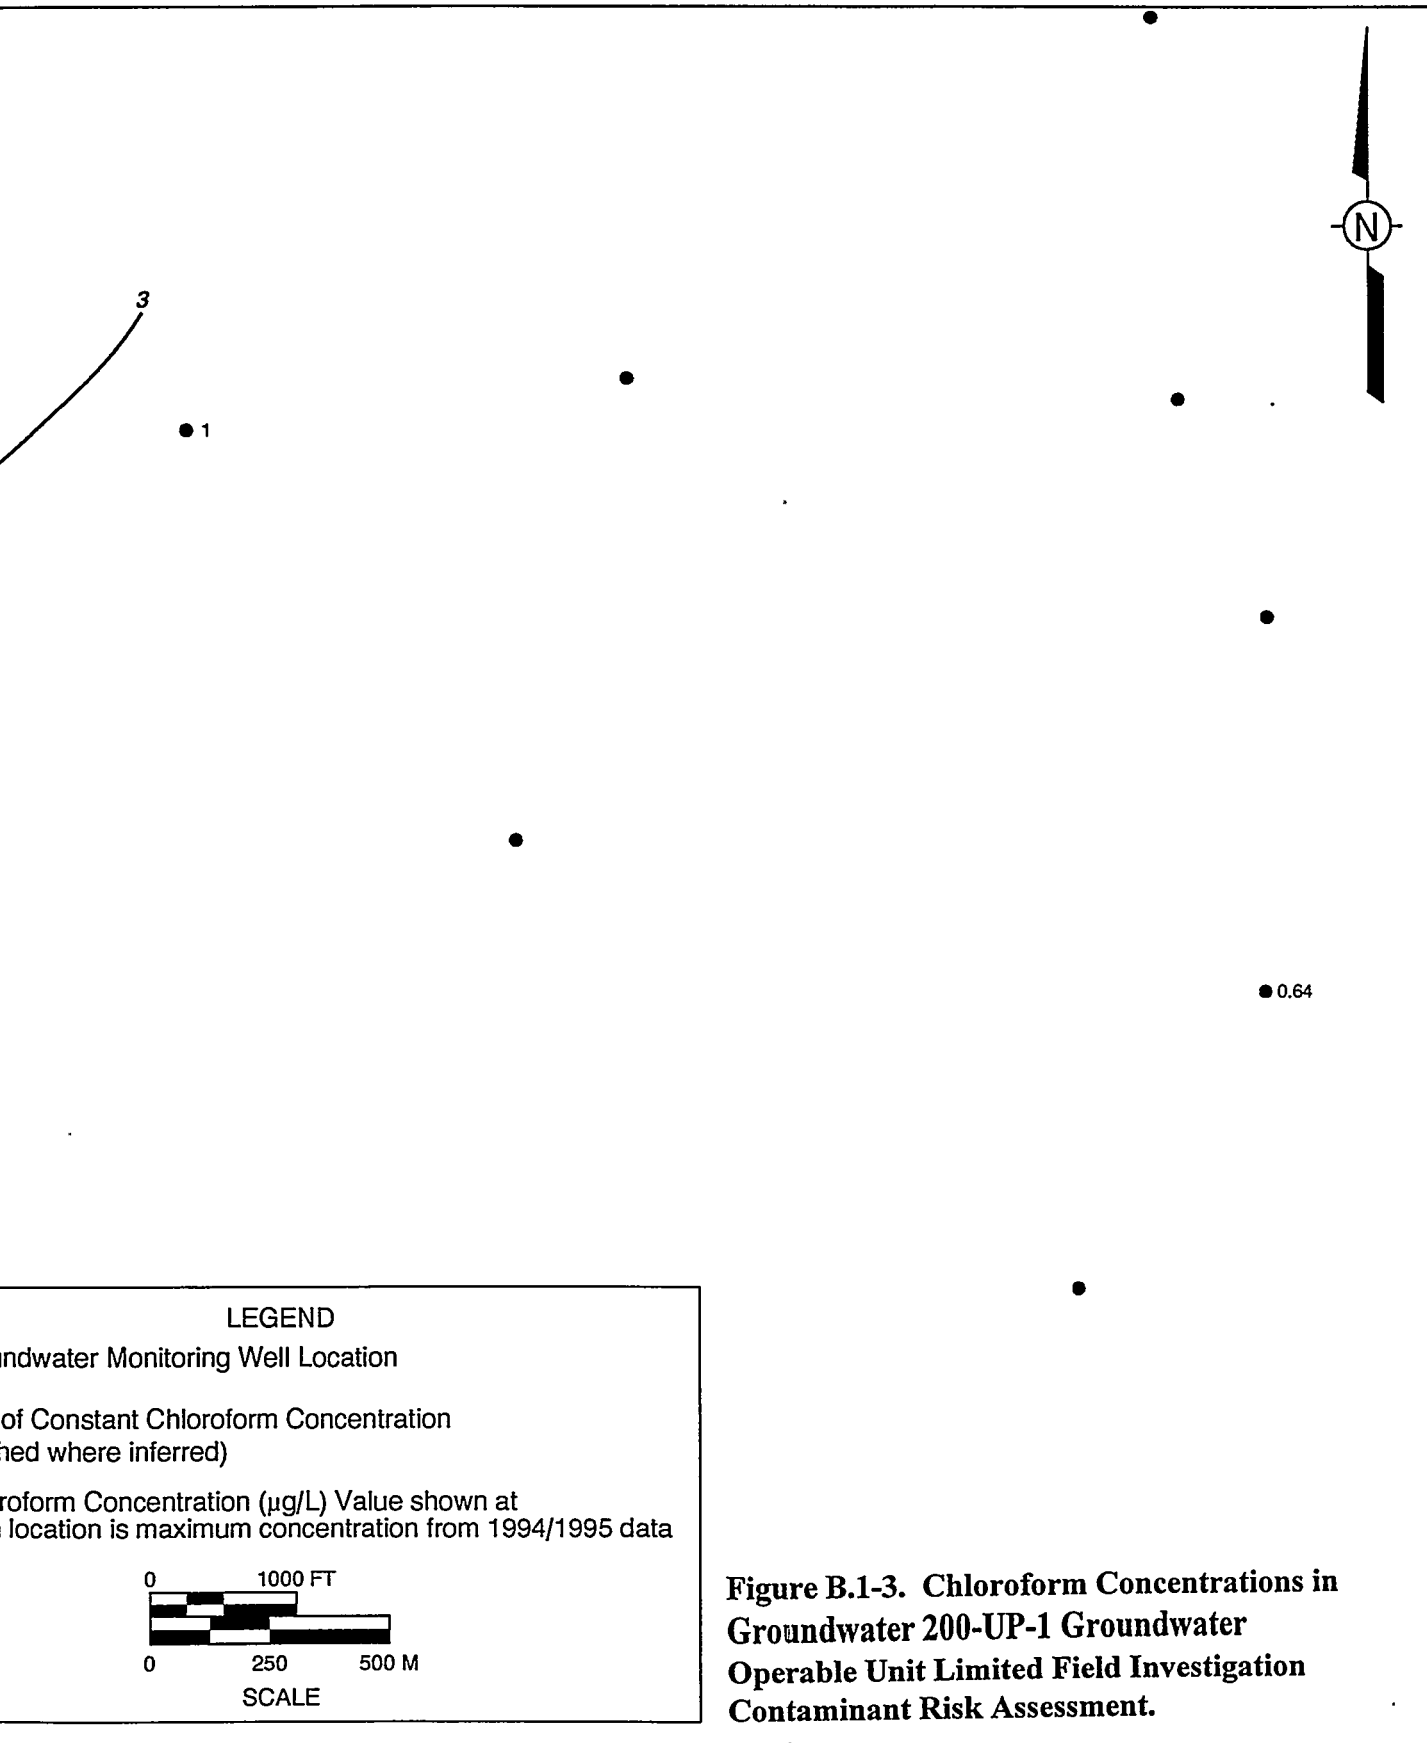 N
3
1
0.64
LEGEND
ndwater Monitoring Well Location
of Constant Chloroform Concentration
hed where inferred)
roform Concentration (µg/L) Value shown at
location is maximum concentration from 1994/1995 data
0 1000 FT
0 250 500 M
SCALE
Figure B.1-3. Chloroform Concentrations in
Groundwater 200-UP-1 Groundwater
Operable Unit Limited Field Investigation
Contaminant Risk Assessment.